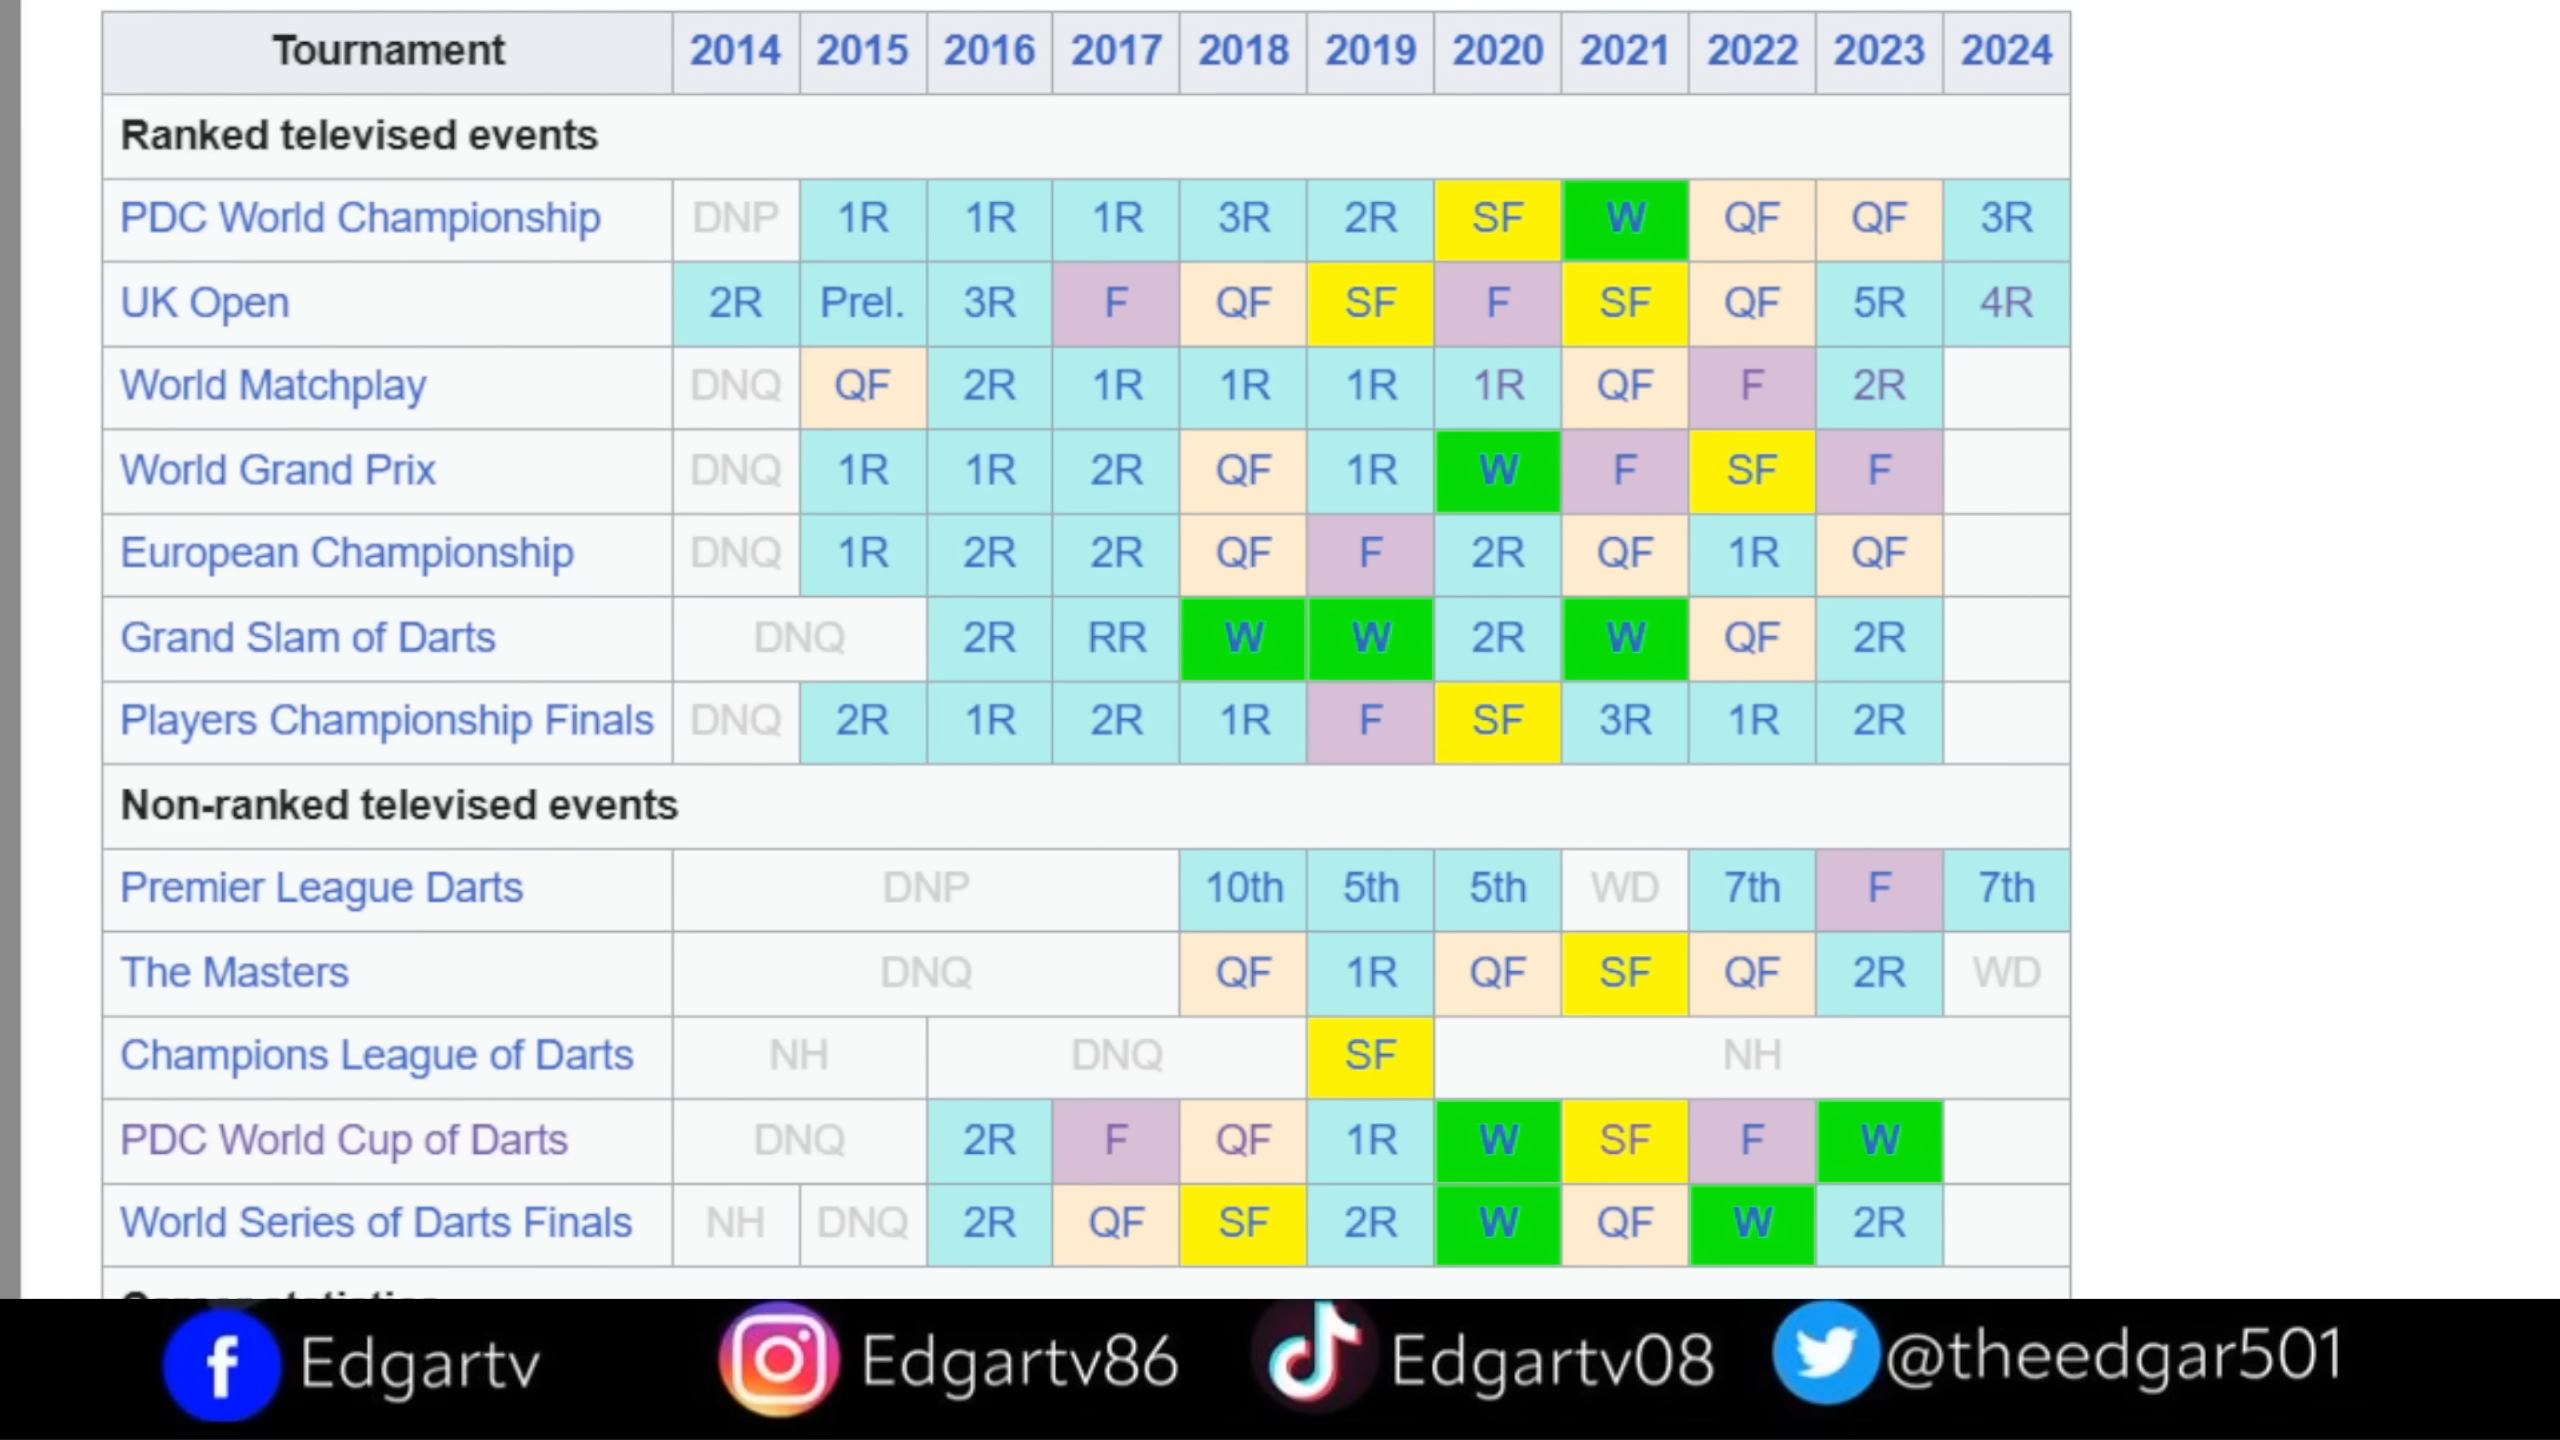 Tournament 2014 2015 2016 2017 2018 2019 2020 2021 2022 2023 2024
Ranked televised events
PDC World Championship DNP 1R 1R 1R 3R 2R SF W QF QF 3R
UK Open 2R Prel. 3R F QF SF F SF QF 5R 4R
World Matchplay DNQ QF 2R 1R 1R 1R 1R QF F 2R
World Grand Prix DNQ 1R 1R 2R QF 1R W F SF F
European Championship DNQ 1R 2R 2R QF F 2R QF 1R QF
Grand Slam of Darts DNQ 2R RR W W 2R W QF 2R
Players Championship Finals DNQ 2R 1R 2R 1R F SF 3R 1R 2R
Non-ranked televised events
Premier League Darts DNP 10th 5th 5th WD 7th F 7th
The Masters DNQ QF 1R QF SF QF 2R WD
Champions League of Darts NH DNQ SF NH
PDC World Cup of Darts DNQ 2R F QF 1R W SF F W
World Series of Darts Finals NH DNQ 2R QF SF 2R W QF W 2R
Edgartv Edgartv86 Edgartv08 @theedgar501